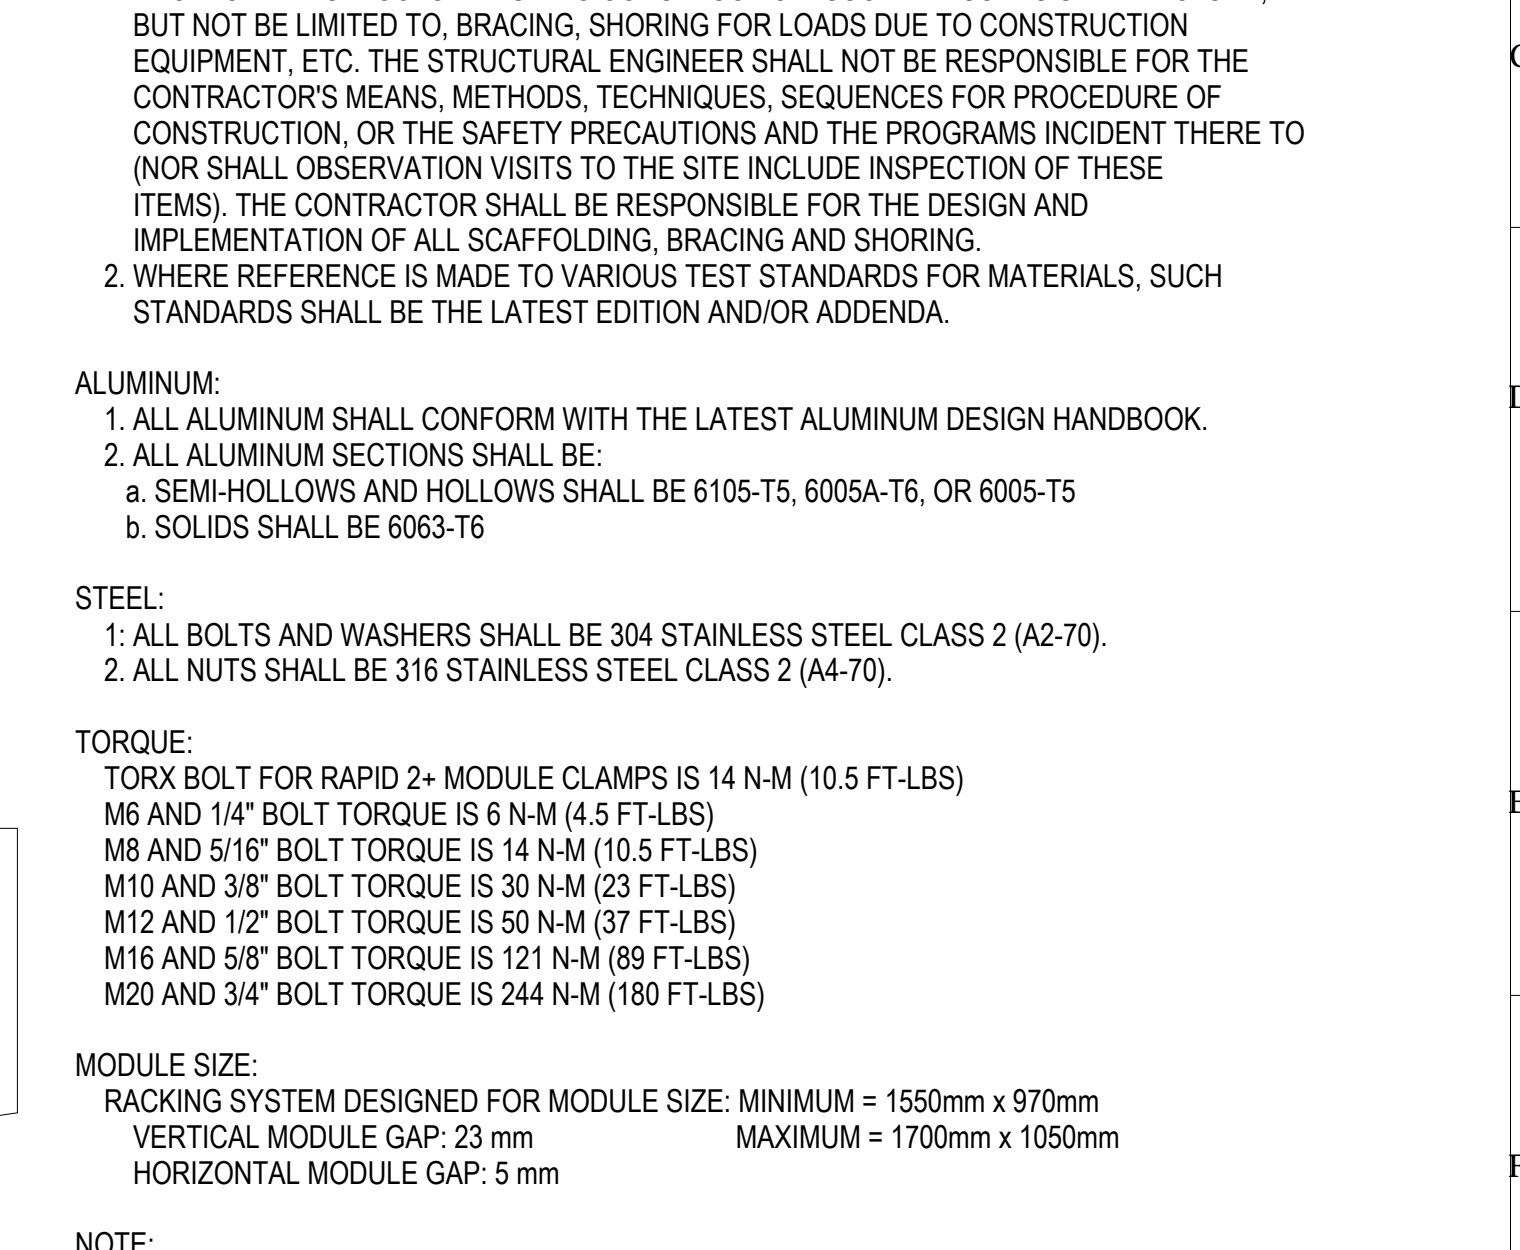 BUT NOT BE LIMITED TO, BRACING, SHORING FOR LOADS DUE TO CONSTRUCTION
EQUIPMENT, ETC. THE STRUCTURAL ENGINEER SHALL NOT BE RESPONSIBLE FOR THE
CONTRACTOR'S MEANS, METHODS, TECHNIQUES, SEQUENCES FOR PROCEDURE OF
CONSTRUCTION, OR THE SAFETY PRECAUTIONS AND THE PROGRAMS INCIDENT THERE TO
(NOR SHALL OBSERVATION VISITS TO THE SITE INCLUDE INSPECTION OF THESE
ITEMS). THE CONTRACTOR SHALL BE RESPONSIBLE FOR THE DESIGN AND
IMPLEMENTATION OF ALL SCAFFOLDING, BRACING AND SHORING.
2. WHERE REFERENCE IS MADE TO VARIOUS TEST STANDARDS FOR MATERIALS, SUCH
STANDARDS SHALL BE THE LATEST EDITION AND/OR ADDENDA.
ALUMINUM:
1. ALL ALUMINUM SHALL CONFORM WITH THE LATEST ALUMINUM DESIGN HANDBOOK.
2. ALL ALUMINUM SECTIONS SHALL BE:
a. SEMI-HOLLOWS AND HOLLOWS SHALL BE 6105-T5, 6005A-T6, OR 6005-T5
b. SOLIDS SHALL BE 6063-T6
STEEL:
1: ALL BOLTS AND WASHERS SHALL BE 304 STAINLESS STEEL CLASS 2 (A2-70).
2. ALL NUTS SHALL BE 316 STAINLESS STEEL CLASS 2 (A4-70).
TORQUE:
TORX BOLT FOR RAPID 2+ MODULE CLAMPS IS 14 N-M (10.5 FT-LBS)
M6 AND 1/4" BOLT TORQUE IS 6 N-M (4.5 FT-LBS)
M8 AND 5/16" BOLT TORQUE IS 14 N-M (10.5 FT-LBS)
M10 AND 3/8" BOLT TORQUE IS 30 N-M (23 FT-LBS)
M12 AND 1/2" BOLT TORQUE IS 50 N-M (37 FT-LBS)
M16 AND 5/8" BOLT TORQUE IS 121 N-M (89 FT-LBS)
M20 AND 3/4" BOLT TORQUE IS 244 N-M (180 FT-LBS)
MODULE SIZE:
RACKING SYSTEM DESIGNED FOR MODULE SIZE: MINIMUM = 1550mm x 970mm
VERTICAL MODULE GAP: 23 mm MAXIMUM = 1700mm x 1050mm
HORIZONTAL MODULE GAP: 5 mm
NOTE: